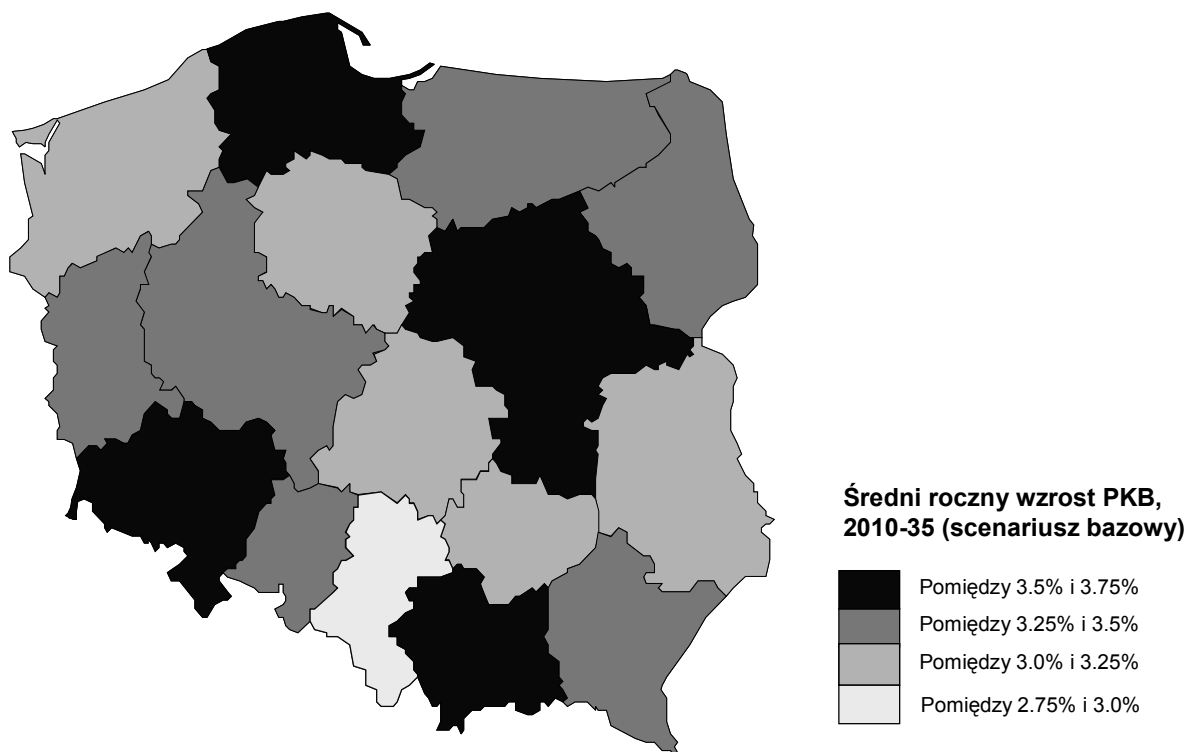 Średni roczny wzrost PKB,
2010-35 (scenariusz bazowy)
Pomiędzy 3.5% i 3.75%
Pomiędzy 3.25% i 3.5%
Pomiędzy 3.0% i 3.25%
Pomiędzy 2.75% i 3.0%